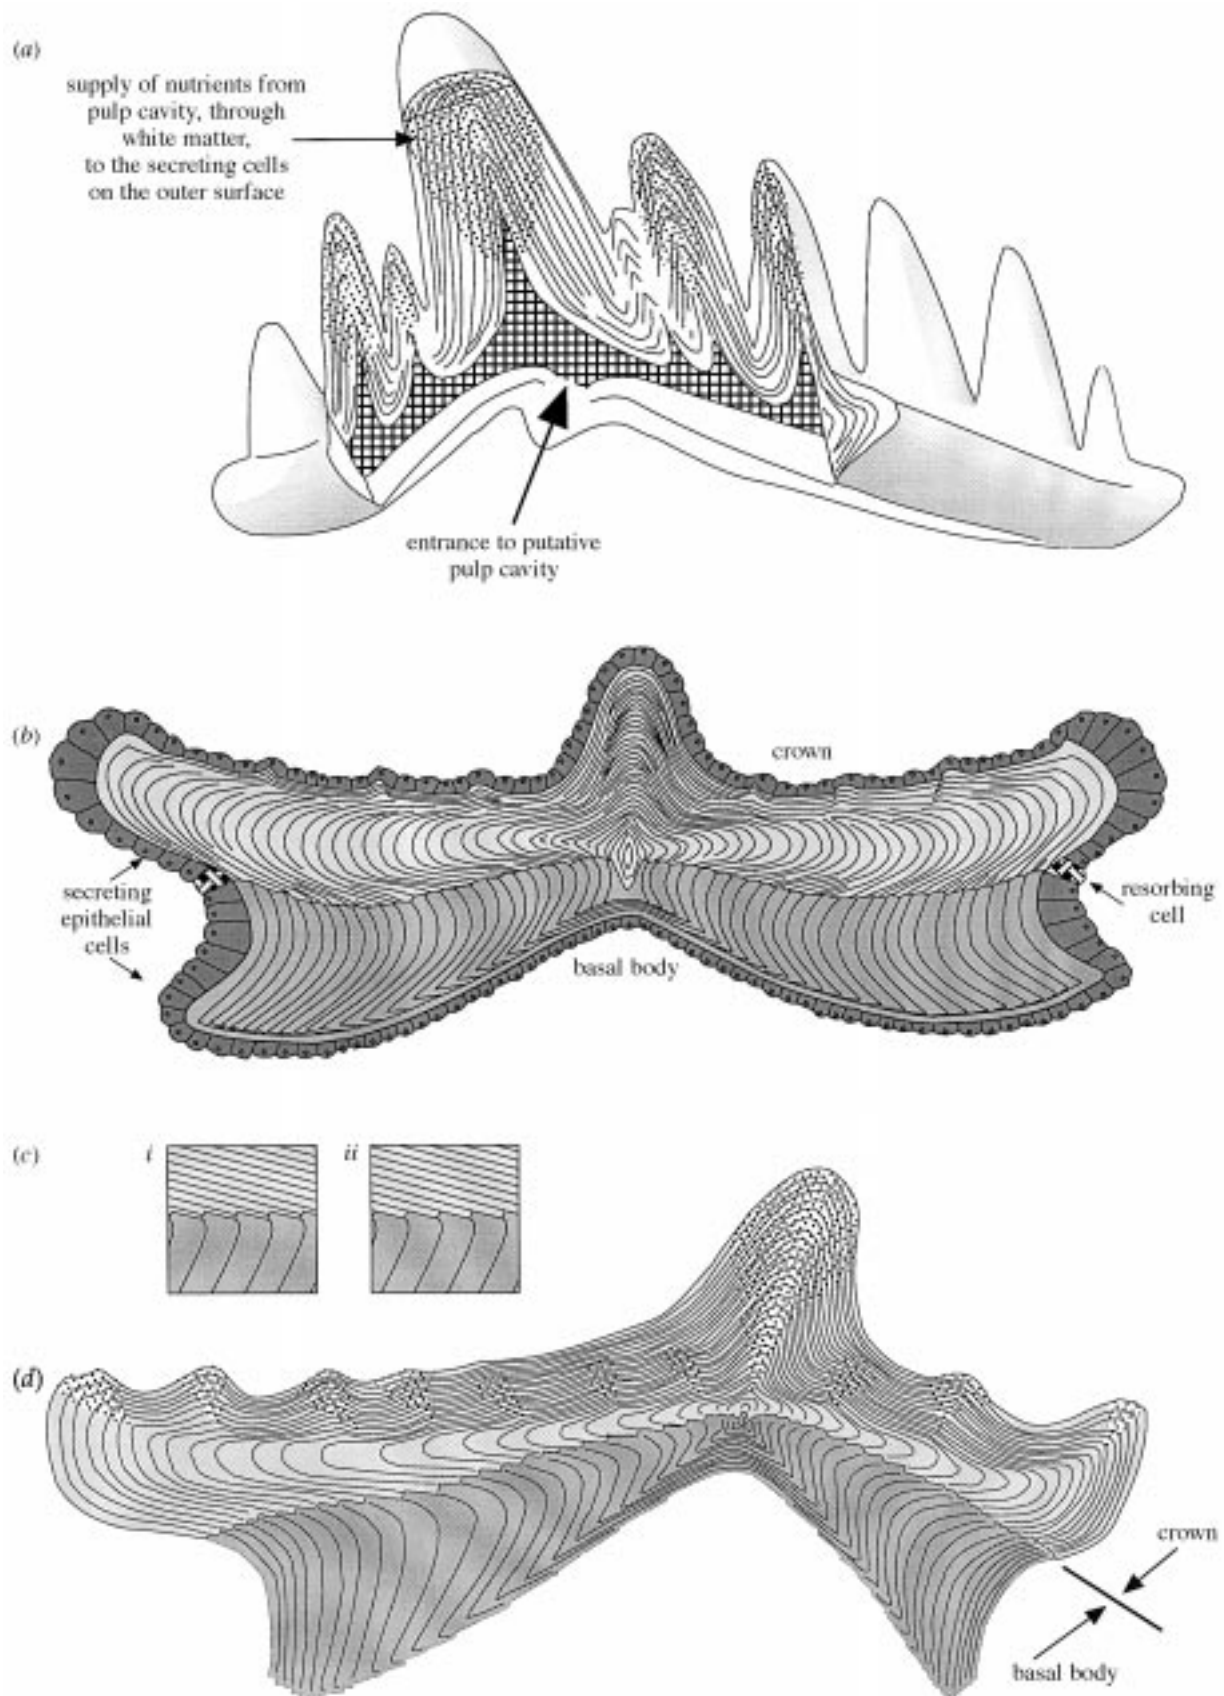 (a)
supply of nutrients from
pulp cavity, through
white matter,
to the secreting cells
on the outer surface
entrance to putative
pulp cavity
(b)
crown
secreting
epithelial
cells
resorbing
cell
basal body
(c)
i
ii
(d)
crown
basal body